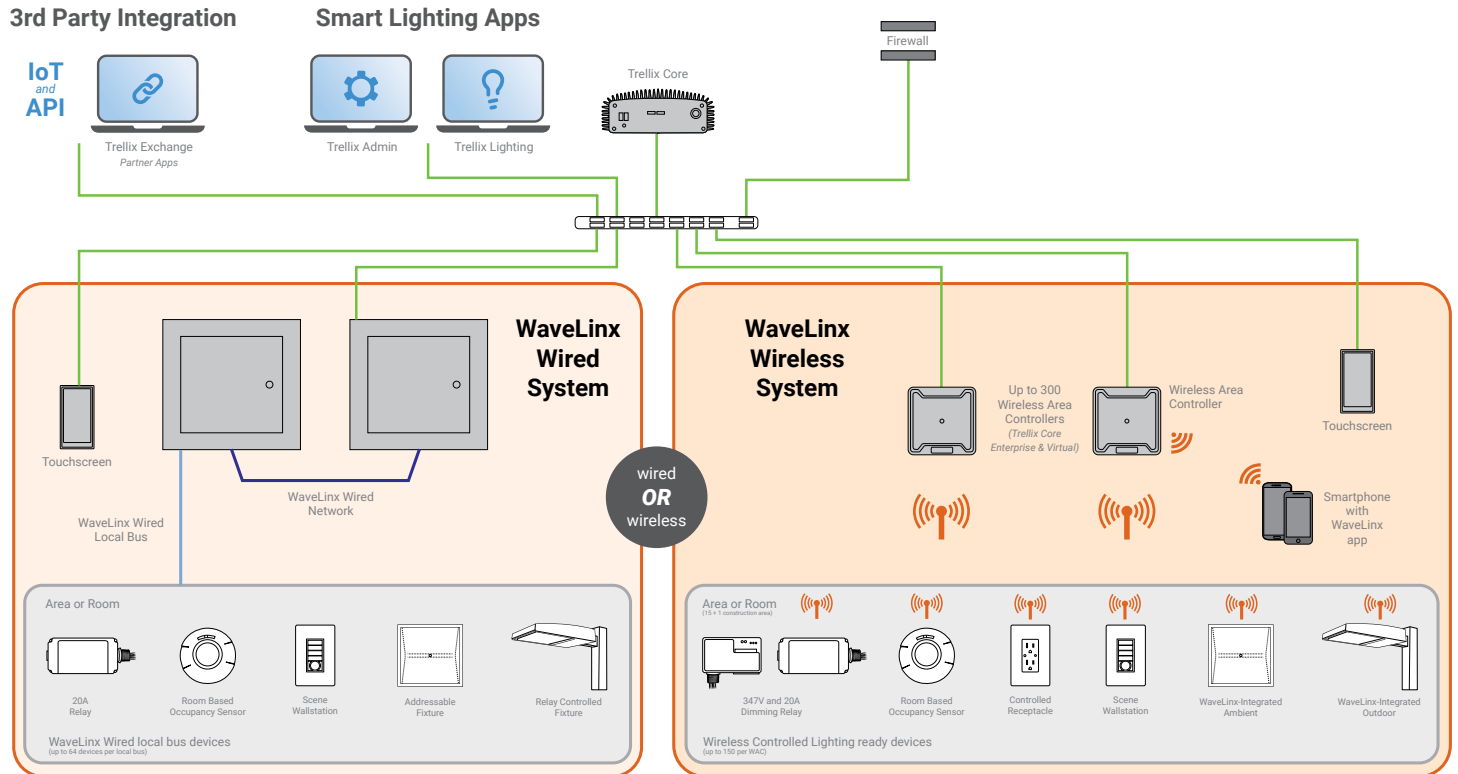 3rd Party Integration
Smart Lighting Apps
IoT
and
API
Trellix Exchange
Partner Apps
Trellix Admin
Trellix Lighting
Trellix Core
Firewall
WaveLinx
Wired
System
Touchscreen
WaveLinx Wired
Network
WaveLinx Wired
Local Bus
wired
OR
wireless
WaveLinx
Wireless
System
Up to 300
Wireless Area
Controllers
(Trellix Core
Enterprise & Virtual)
Wireless Area
Controller
Touchscreen
Smartphone
with
WaveLinx
app
Area or Room
20A
Relay
Room Based
Occupancy Sensor
Scene
Wallstation
Addressable
Fixture
Relay Controlled
Fixture
WaveLinx Wired local bus devices
(up to 64 devices per local bus)
Area or Room
(15 + 1 construction area)
347V and 20A
Dimming Relay
Room Based
Occupancy Sensor
Controlled
Receptacle
Scene
Wallstation
WaveLinx-Integrated
Ambient
WaveLinx-Integrated
Outdoor
Wireless Controlled Lighting ready devices
(up to 150 per WAC)